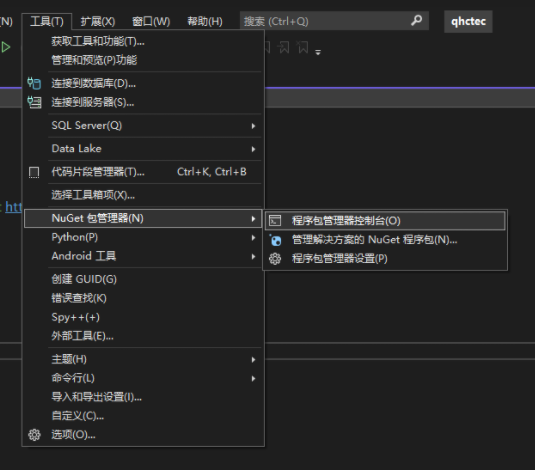 (N) 工具(T) 扩展(X) 窗口(W) 帮助(H) 搜索 (Ctrl+Q) qhctec
获取工具和功能(T)...
管理和预览(P)功能
连接到数据库(D)...
连接到服务器(S)...
SQL Server(Q)
Data Lake
代码片段管理器(T)... Ctrl+K, Ctrl+B
选择工具箱项(X)...
htt
NuGet 包管理器(N) 程序包管理器控制台(O)
Python(P) 管理解决方案的 NuGet 程序包(N)...
Android 工具 程序包管理器设置(P)
创建 GUID(G)
错误查找(K)
Spy++(+)
外部工具(E)...
主题(H)
命令行(L)
导入和导出设置(I)...
自定义(C)...
选项(O)...